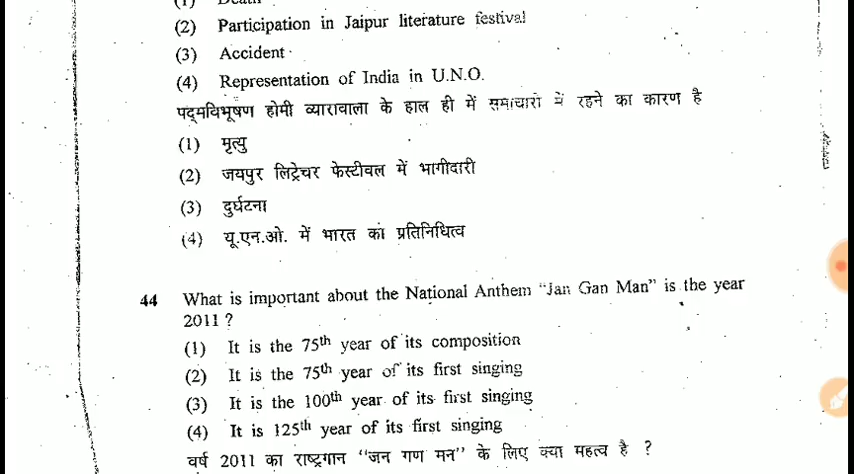 (1) Death
(2) Participation in Jaipur literature festival
(3) Accident
(4) Representation of India in U.N.O.
पद्मविभूषण होमी व्यारावाला के हाल ही में समाचारों में रहने का कारण है
(1) मृत्यु
(2) जयपुर लिट्रेचर फेस्टीवल में भागीदारी
(3) दुर्घटना
(4) यू.एन.ओ. में भारत का प्रतिनिधित्व
44 What is important about the National Anthem “Jan Gan Man” is the year
2011 ?
(1) It is the 75th year of its composition
(2) It is the 75th year of its first singing
(3) It is the 100th year of its first singing
(4) It is 125th year of its first singing
वर्ष 2011 का राष्ट्रगान “जन गण मन” के लिए क्या महत्व है ?